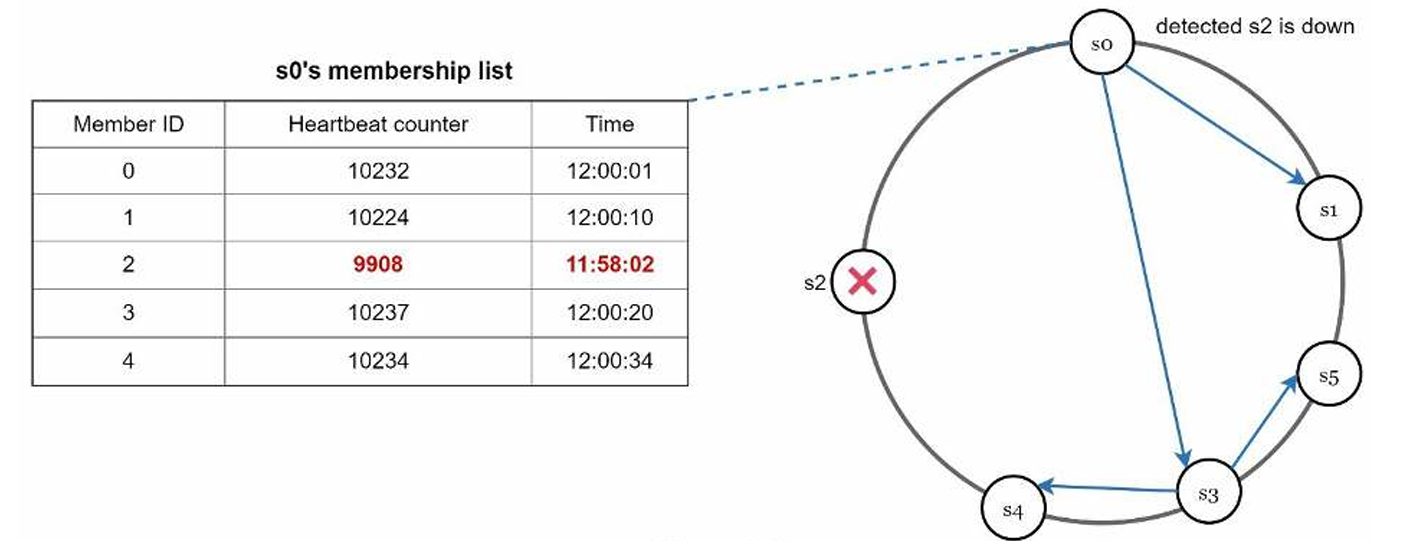 detected s2 is down
s0's membership list
Member ID Heartbeat counter Time
0 10232 12:00:01
1 10224 12:00:10
2 9908 11:58:02
3 10237 12:00:20
4 10234 12:00:34
s0
s1
s2
s5
s3
s4